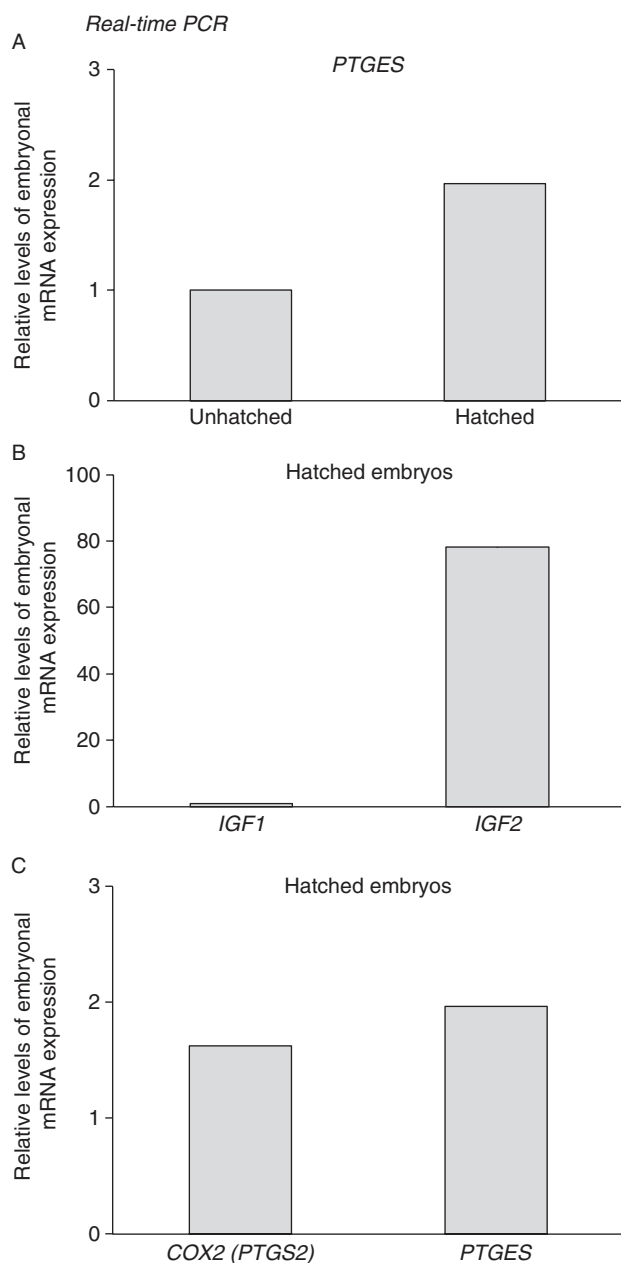 Real-time PCR
A
PTGES
Relative levels of embryonal
mRNA expression
3
2
1
0
Unhatched
Hatched
B
Hatched embryos
Relative levels of embryonal
mRNA expression
100
80
60
40
20
0
IGF1
IGF2
C
Hatched embryos
Relative levels of embryonal
mRNA expression
3
2
1
0
COX2 (PTGS2)
PTGES